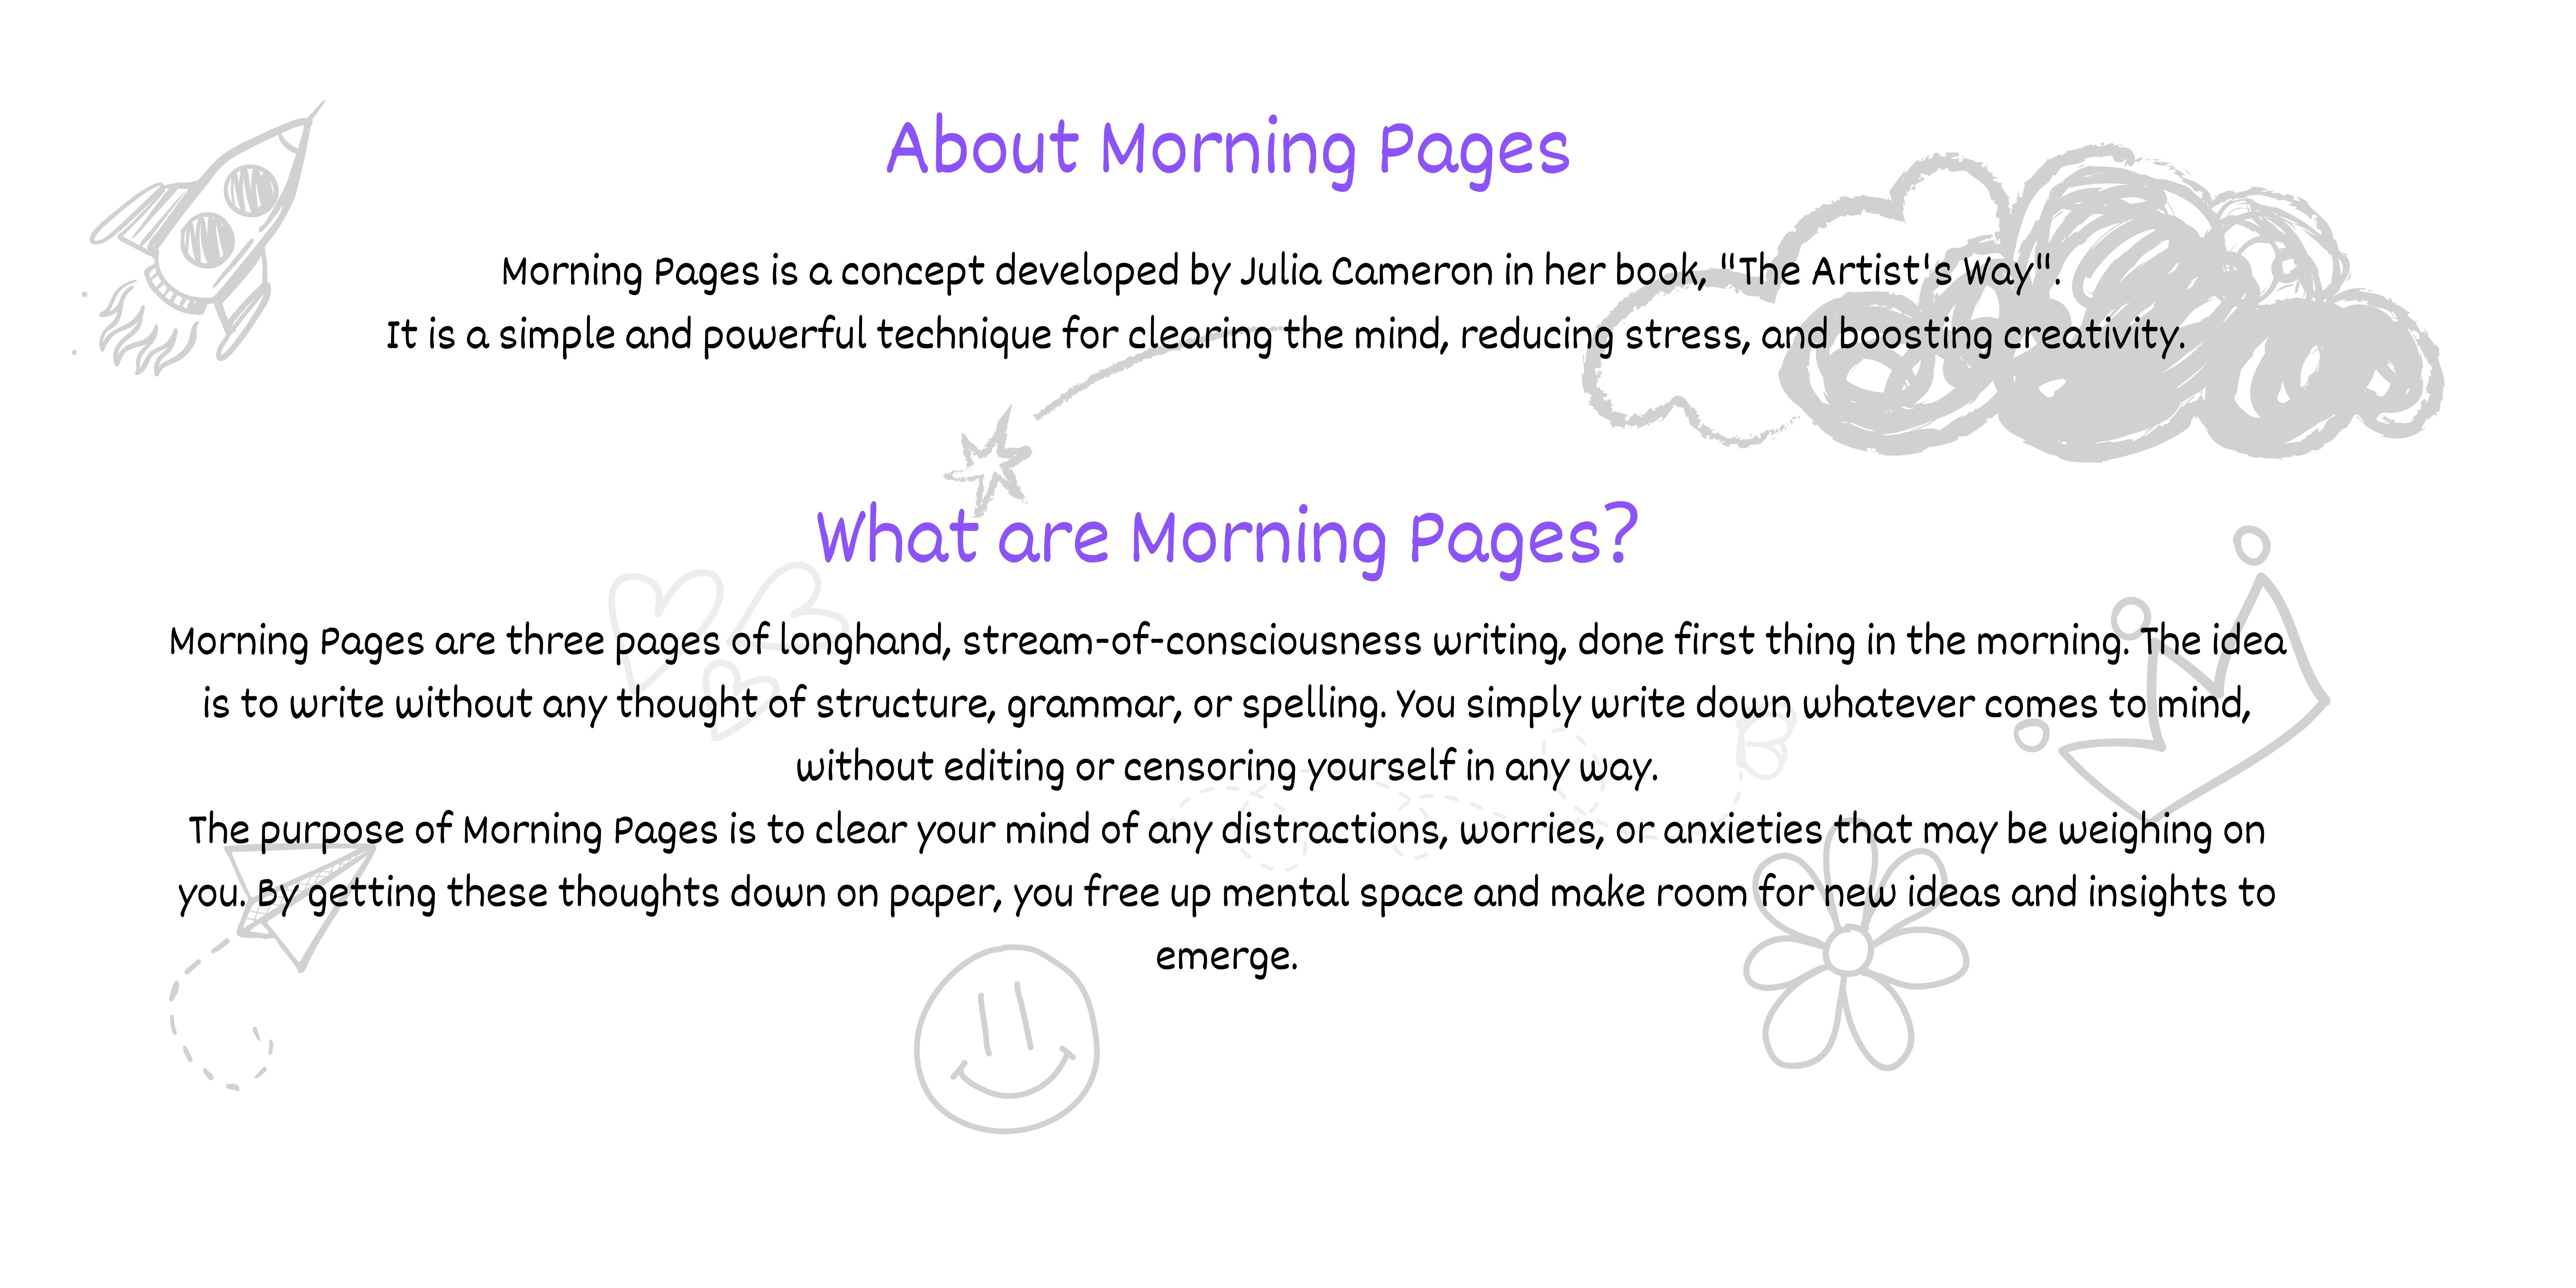 About Morning Pages
Morning Pages is a concept developed by Julia Cameron in her book, "The Artist's Way".
It is a simple and powerful technique for clearing the mind, reducing stress, and boosting creativity.
What are Morning Pages?
Morning Pages are three pages of longhand, stream-of-consciousness writing, done first thing in the morning. The idea
is to write without any thought of structure, grammar, or spelling. You simply write down whatever comes to mind,
without editing or censoring yourself in any way.
The purpose of Morning Pages is to clear your mind of any distractions, worries, or anxieties that may be weighing on
you. By getting these thoughts down on paper, you free up mental space and make room for new ideas and insights to
emerge.